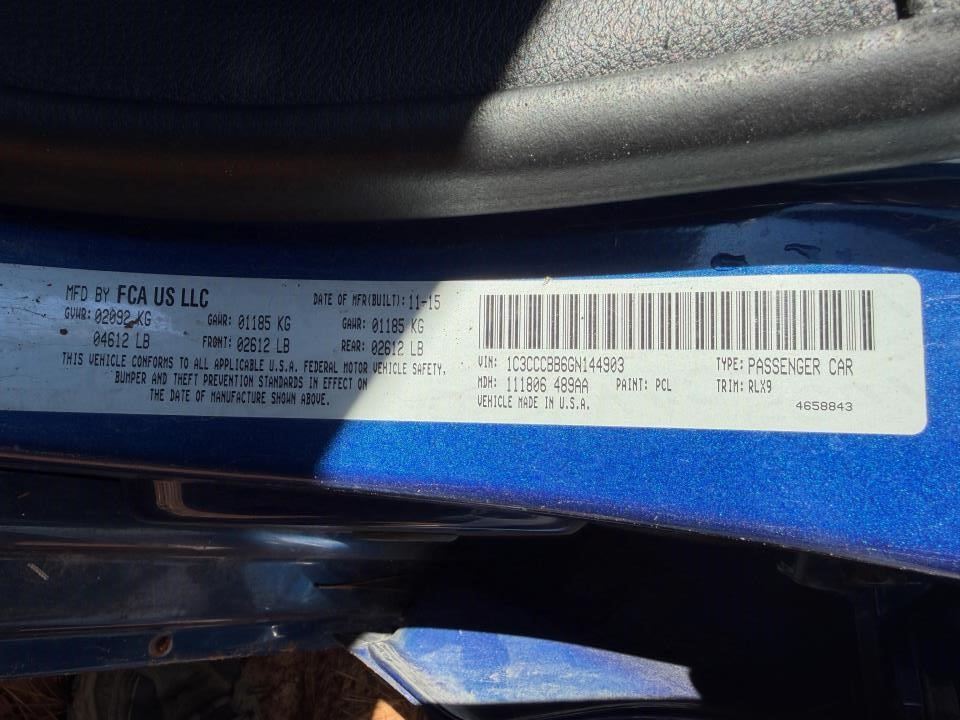 MFD BY FCA US LLC DATE OF MFR(BUILT): 11-15
GVWR: 02092 KG GAWR: 01185 KG GAWR: 01185 KG
04612 LB FRONT: 02612 LB REAR: 02612 LB
THIS VEHICLE CONFORMS TO ALL APPLICABLE U.S.A. FEDERAL MOTOR VEHICLE SAFETY,
BUMPER AND THEFT PREVENTION STANDARDS IN EFFECT ON
THE DATE OF MANUFACTURE SHOWN ABOVE.
VIN: 1C3CCCBB6GN144903 TYPE: PASSENGER CAR
MDH: 111806 489AA PAINT: PCL TRIM: RLX9
VEHICLE MADE IN U.S.A. 4658843